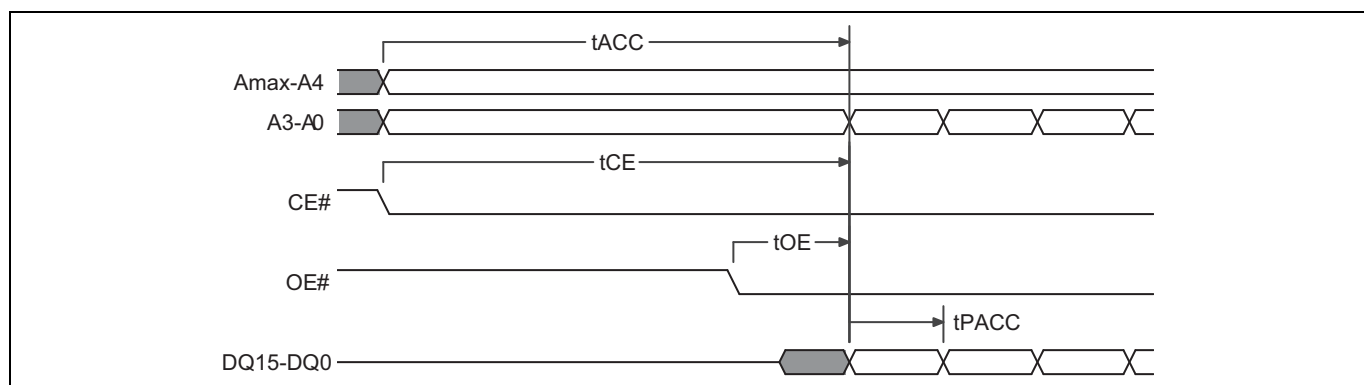 tACC
Amax-A4
A3-A0
tCE
CE#
tOE
OE#
tPACC
DQ15-DQ0